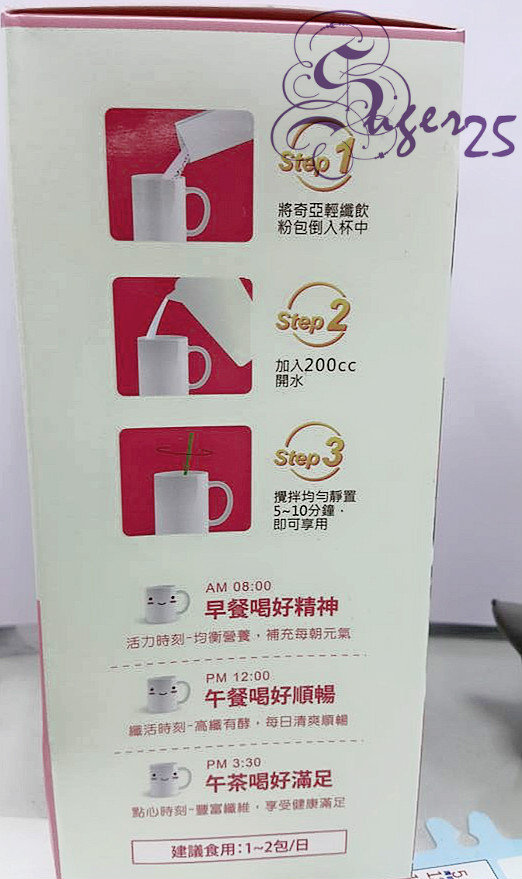 Sugar25
Step 1
將奇亞輕纖飲
粉包倒入杯中
Step 2
加入200cc
開水
Step 3
攪拌均勻靜置
5~10分鐘，
即可享用
AM 08:00
早餐喝好精神
活力時刻-均衡營養，補充每朝元氣
PM 12:00
午餐喝好順暢
纖活時刻-高纖有酵，每日清爽順暢
PM 3:30
午茶喝好滿足
點心時刻-豐富纖維，享受健康滿足
建議食用：1~2包/日